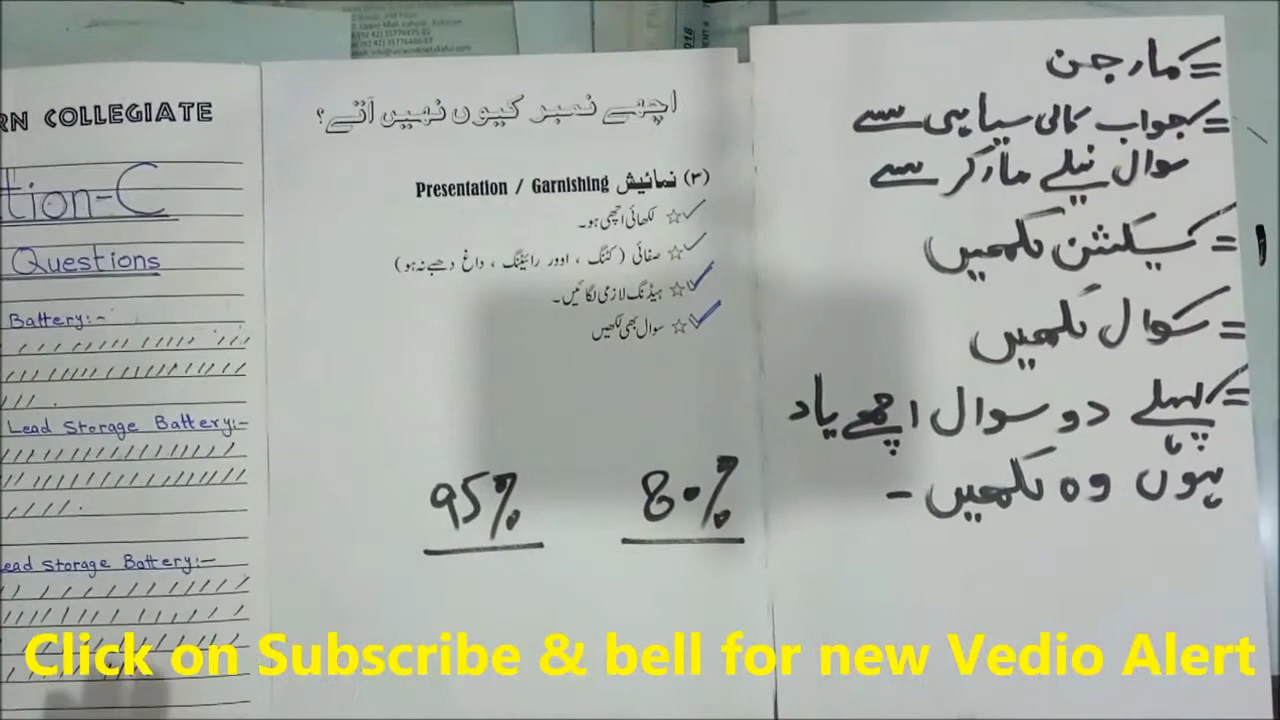 RN COLLEGIATE
tion-C
Questions
Battery:-
Lead Storage Battery:-
ead Storage Battery:-
اچھے نمبر کیوں نہیں آتے؟
(۳) نمائیش Presentation / Garnishing
☆ لکھائی اچھی ہو۔
☆ صفائی (کٹنگ ، اوور رائیٹنگ ، داغ دھبے نہ ہو)
☆ ہیڈنگ لازمی لگائیں۔
☆ سوال بھی لکھیں
95% 80%
= مارجن
= جواب کالی سیاہی سے
سوال نیلے مارکر سے
= سیکشن لکھیں
= سوال لکھیں
= پہلے دو سوال اچھے یاد
ہوں وہ لکھیں -
2018
Click on Subscribe & bell for new Vedio Alert